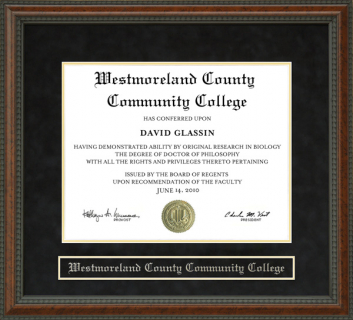 Westmoreland County
Community College
HAS CONFERRED UPON
DAVID GLASSIN
HAVING DEMONSTRATED ABILITY BY ORIGINAL RESEARCH IN BIOLOGY
THE DEGREE OF DOCTOR OF PHILOSOPHY
WITH ALL THE RIGHTS AND PRIVILEGES THERETO PERTAINING
ISSUED BY THE BOARD OF REGENTS
UPON RECOMMENDATION OF THE FACULTY
JUNE 14, 2010
PROVOST
PRESIDENT
Westmoreland County Community College